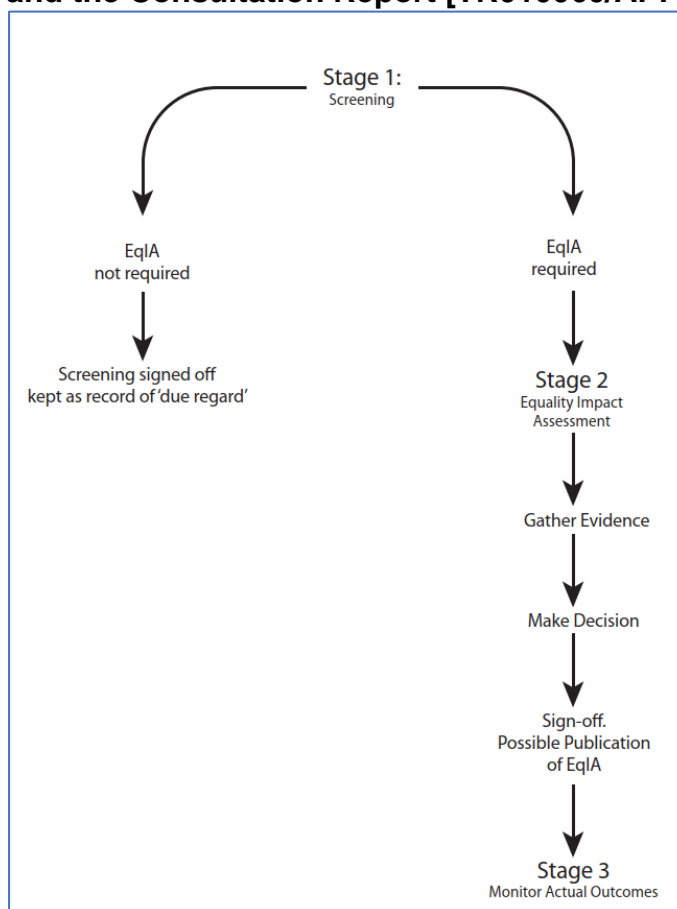 and the Consultation Report
Stage 1:
Screening
EqIA
not required
Screening signed off
kept as record of ‘due regard’
EqIA
required
Stage 2
Equality Impact
Assessment
Gather Evidence
Make Decision
Sign-off.
Possible Publication
of EqIA
Stage 3
Monitor Actual Outcomes